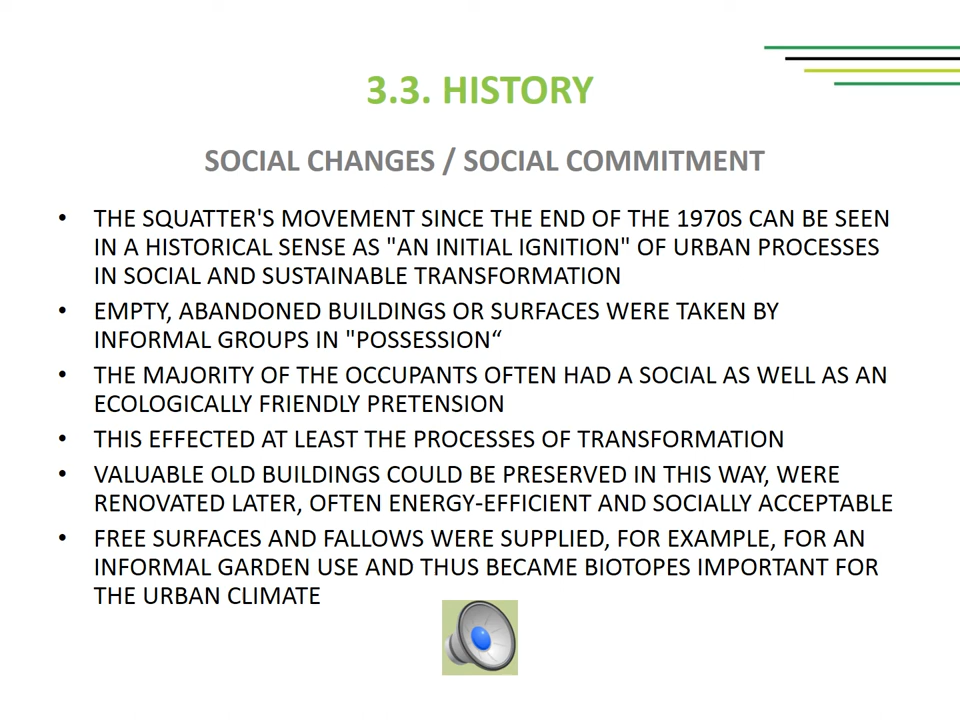 3.3. HISTORY
SOCIAL CHANGES / SOCIAL COMMITMENT
• THE SQUATTER'S MOVEMENT SINCE THE END OF THE 1970S CAN BE SEEN
IN A HISTORICAL SENSE AS "AN INITIAL IGNITION" OF URBAN PROCESSES
IN SOCIAL AND SUSTAINABLE TRANSFORMATION
• EMPTY, ABANDONED BUILDINGS OR SURFACES WERE TAKEN BY
INFORMAL GROUPS IN "POSSESSION“
• THE MAJORITY OF THE OCCUPANTS OFTEN HAD A SOCIAL AS WELL AS AN
ECOLOGICALLY FRIENDLY PRETENSION
• THIS EFFECTED AT LEAST THE PROCESSES OF TRANSFORMATION
• VALUABLE OLD BUILDINGS COULD BE PRESERVED IN THIS WAY, WERE
RENOVATED LATER, OFTEN ENERGY-EFFICIENT AND SOCIALLY ACCEPTABLE
• FREE SURFACES AND FALLOWS WERE SUPPLIED, FOR EXAMPLE, FOR AN
INFORMAL GARDEN USE AND THUS BECAME BIOTOPES IMPORTANT FOR
THE URBAN CLIMATE